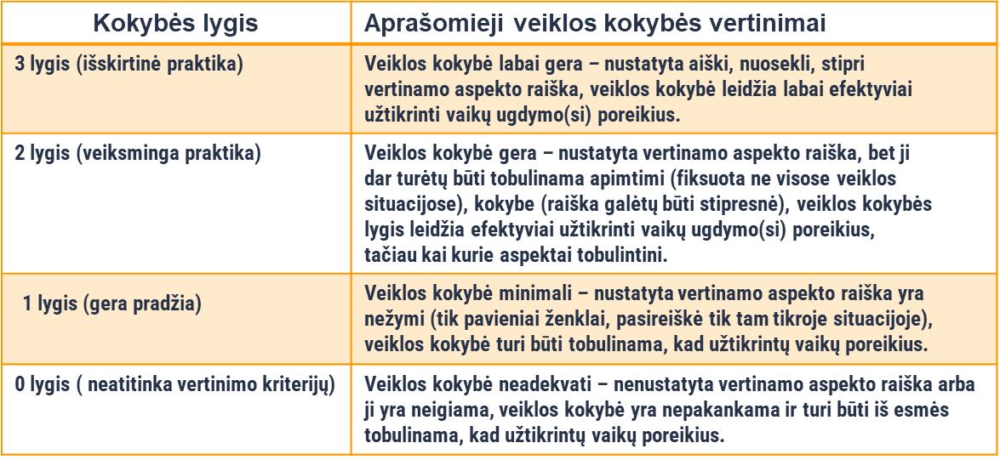 Kokybės lygis
Aprašomieji veiklos kokybės vertinimai
3 lygis (išskirtinė praktika)
Veiklos kokybė labai gera – nustatyta aiški, nuosekli, stipri
vertinamo aspekto raiška, veiklos kokybė leidžia labai efektyviai
užtikrinti vaikų ugdymo(si) poreikius.
2 lygis (veiksminga praktika)
Veiklos kokybė gera – nustatyta vertinamo aspekto raiška, bet ji
dar turėtų būti tobulinama apimtimi (fiksuota ne visose veiklos
situacijose), kokybe (raiška galėtų būti stipresnė), veiklos kokybės
lygis leidžia efektyviai užtikrinti vaikų ugdymo(si) poreikius,
tačiau kai kurie aspektai tobulintini.
1 lygis (gera pradžia)
Veiklos kokybė minimali – nustatyta vertinamo aspekto raiška yra
nežymi (tik pavieniai ženklai, pasireiškė tik tam tikroje situacijoje),
veiklos kokybė turi būti tobulinama, kad užtikrintų vaikų poreikius.
0 lygis ( neatitinka vertinimo kriterijų)
Veiklos kokybė neadekvati – nenustatyta vertinamo aspekto raiška arba
ji yra neigiama, veiklos kokybė yra nepakankama ir turi būti iš esmės
tobulinama, kad užtikrintų vaikų poreikius.